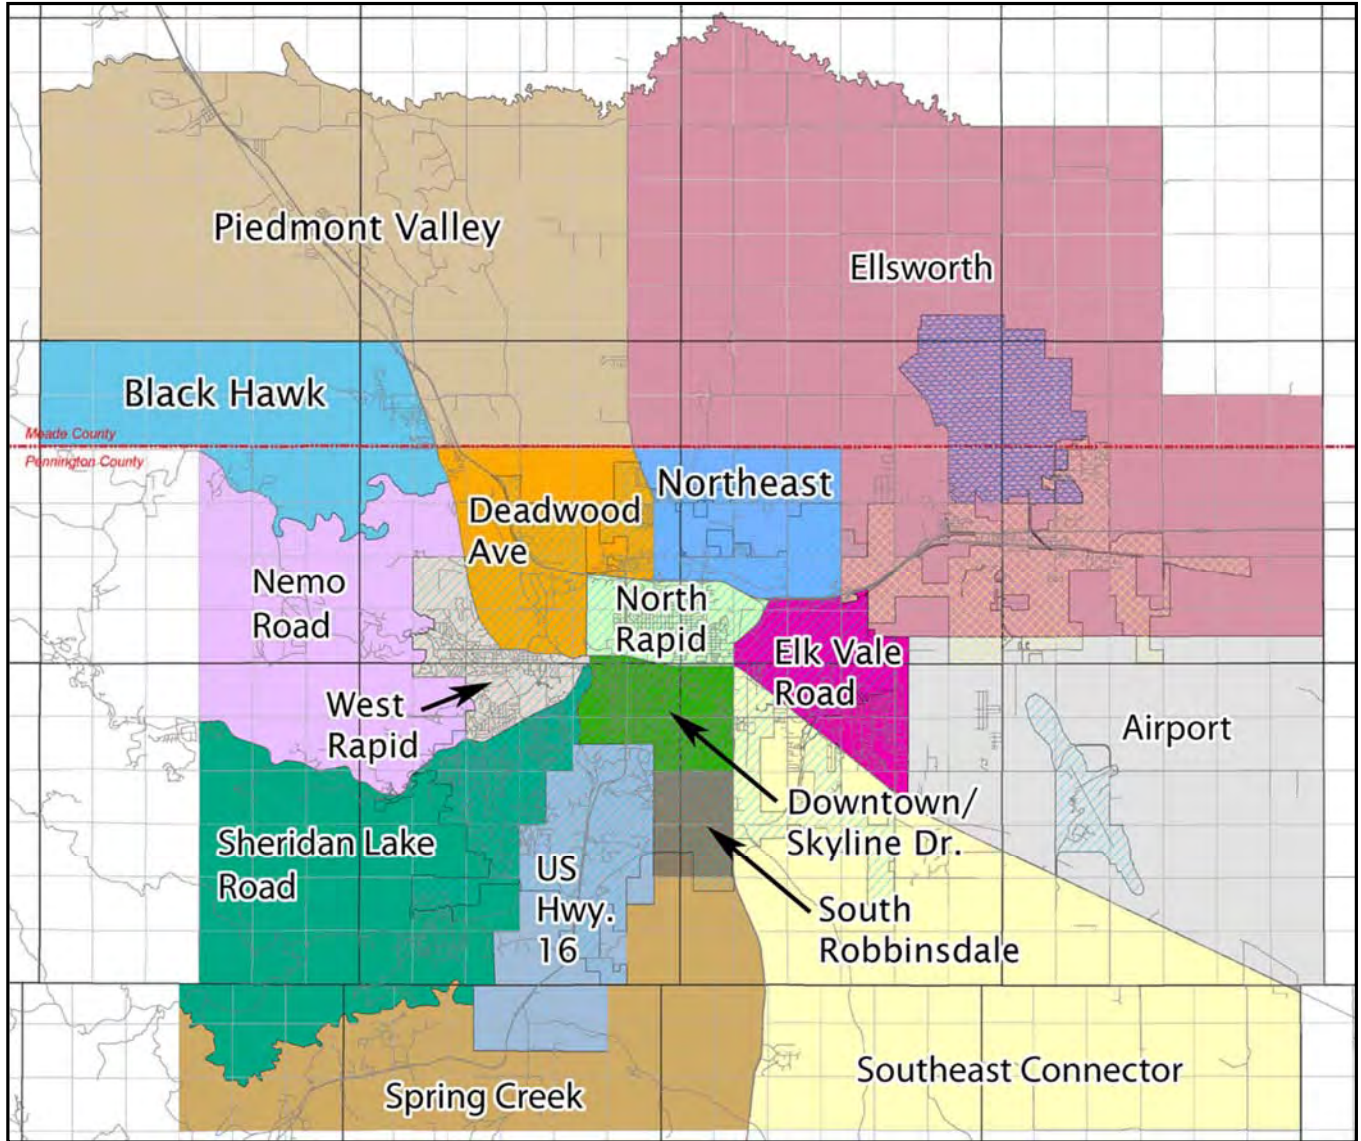 Piedmont Valley
Ellsworth
Black Hawk
Meade County
Pennington County
Northeast
Deadwood
Ave
Nemo
Road
North
Rapid
Elk Vale
Road
West
Rapid
Airport
Downtown/
Skyline Dr.
Sheridan Lake
Road
US
Hwy.
16
South
Robbinsdale
Southeast Connector
Spring Creek